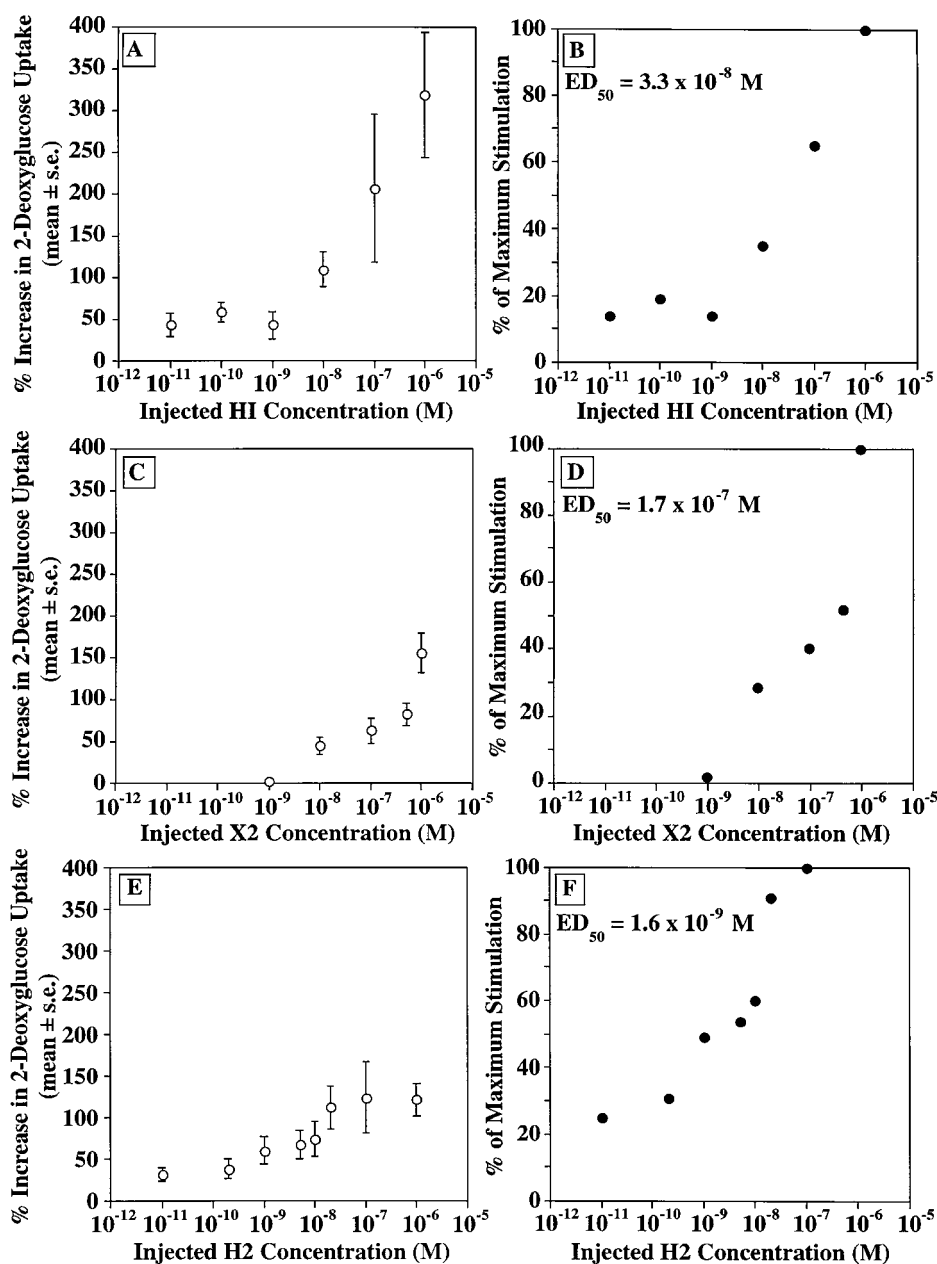 A
% Increase in 2-Deoxyglucose Uptake
(mean ± s.e.)
400
350
300
250
200
150
100
50
0
10⁻¹² 10⁻¹¹ 10⁻¹⁰ 10⁻⁹ 10⁻⁸ 10⁻⁷ 10⁻⁶ 10⁻⁵
Injected HI Concentration (M)
B
ED₅₀ = 3.3 x 10⁻⁸ M
% of Maximum Stimulation
100
80
60
40
20
0
10⁻¹² 10⁻¹¹ 10⁻¹⁰ 10⁻⁹ 10⁻⁸ 10⁻⁷ 10⁻⁶ 10⁻⁵
Injected HI Concentration (M)
C
% Increase in 2-Deoxyglucose Uptake
(mean ± s.e.)
400
350
300
250
200
150
100
50
0
10⁻¹² 10⁻¹¹ 10⁻¹⁰ 10⁻⁹ 10⁻⁸ 10⁻⁷ 10⁻⁶ 10⁻⁵
Injected X2 Concentration (M)
D
ED₅₀ = 1.7 x 10⁻⁷ M
% of Maximum Stimulation
100
80
60
40
20
0
10⁻¹² 10⁻¹¹ 10⁻¹⁰ 10⁻⁹ 10⁻⁸ 10⁻⁷ 10⁻⁶ 10⁻⁵
Injected X2 Concentration (M)
E
% Increase in 2-Deoxyglucose Uptake
(mean ± s.e.)
400
350
300
250
200
150
100
50
0
10⁻¹² 10⁻¹¹ 10⁻¹⁰ 10⁻⁹ 10⁻⁸ 10⁻⁷ 10⁻⁶ 10⁻⁵
Injected H2 Concentration (M)
F
ED₅₀ = 1.6 x 10⁻⁹ M
% of Maximum Stimulation
100
80
60
40
20
0
10⁻¹² 10⁻¹¹ 10⁻¹⁰ 10⁻⁹ 10⁻⁸ 10⁻⁷ 10⁻⁶ 10⁻⁵
Injected H2 Concentration (M)